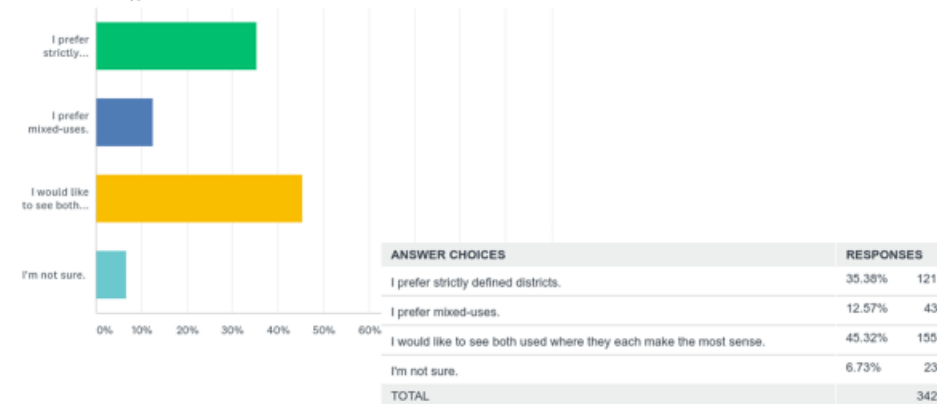 I prefer
strictly...
I prefer
mixed-uses.
I would like
to see both...
I'm not sure.
0% 10% 20% 30% 40% 50% 60%
ANSWER CHOICES RESPONSES
I prefer strictly defined districts. 35.38% 121
I prefer mixed-uses. 12.57% 43
I would like to see both used where they each make the most sense. 45.32% 155
I'm not sure. 6.73% 23
TOTAL 342